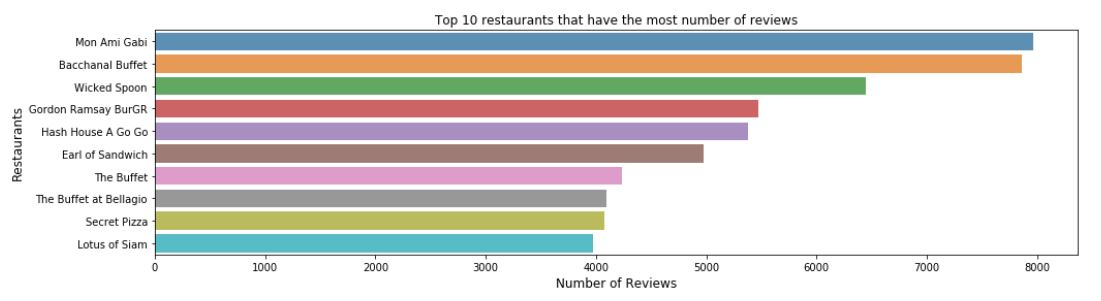 Top 10 restaurants that have the most number of reviews
Restaurants
Mon Ami Gabi
Bacchanal Buffet
Wicked Spoon
Gordon Ramsay BurGR
Hash House A Go Go
Earl of Sandwich
The Buffet
The Buffet at Bellagio
Secret Pizza
Lotus of Siam
0 1000 2000 3000 4000 5000 6000 7000 8000
Number of Reviews